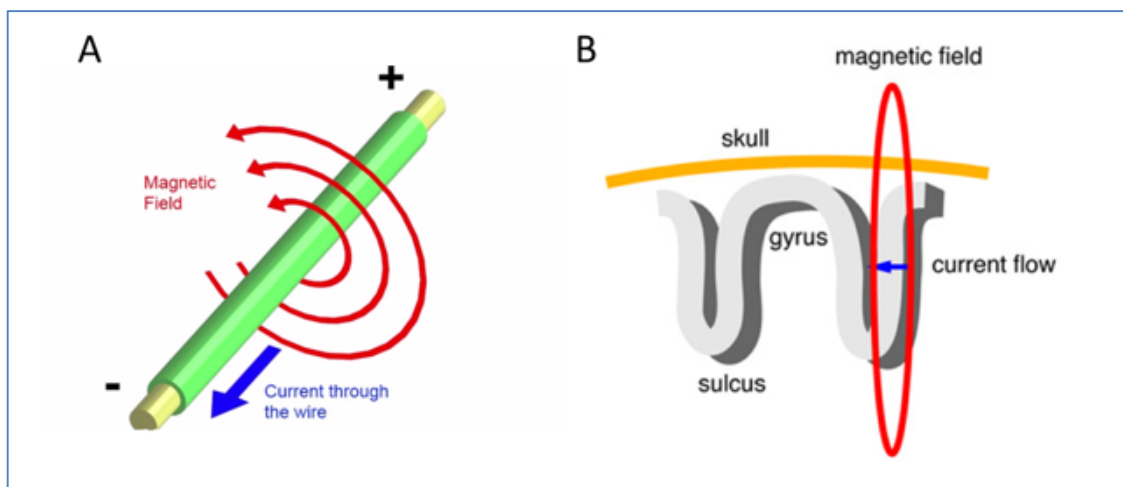 A
+
Magnetic
Field
-
Current through
the wire
B
magnetic field
skull
gyrus
current flow
sulcus